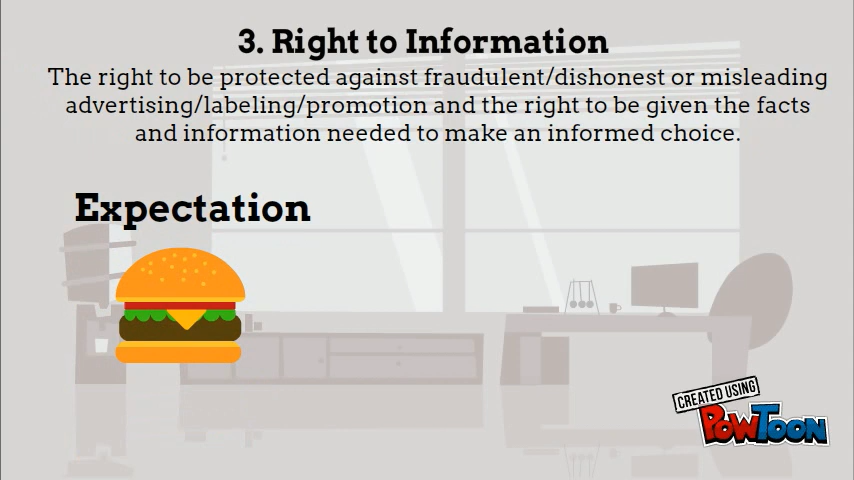 3. Right to Information
The right to be protected against fraudulent/dishonest or misleading
advertising/labeling/promotion and the right to be given the facts
and information needed to make an informed choice.
Expectation
CREATED USING
POWTOON